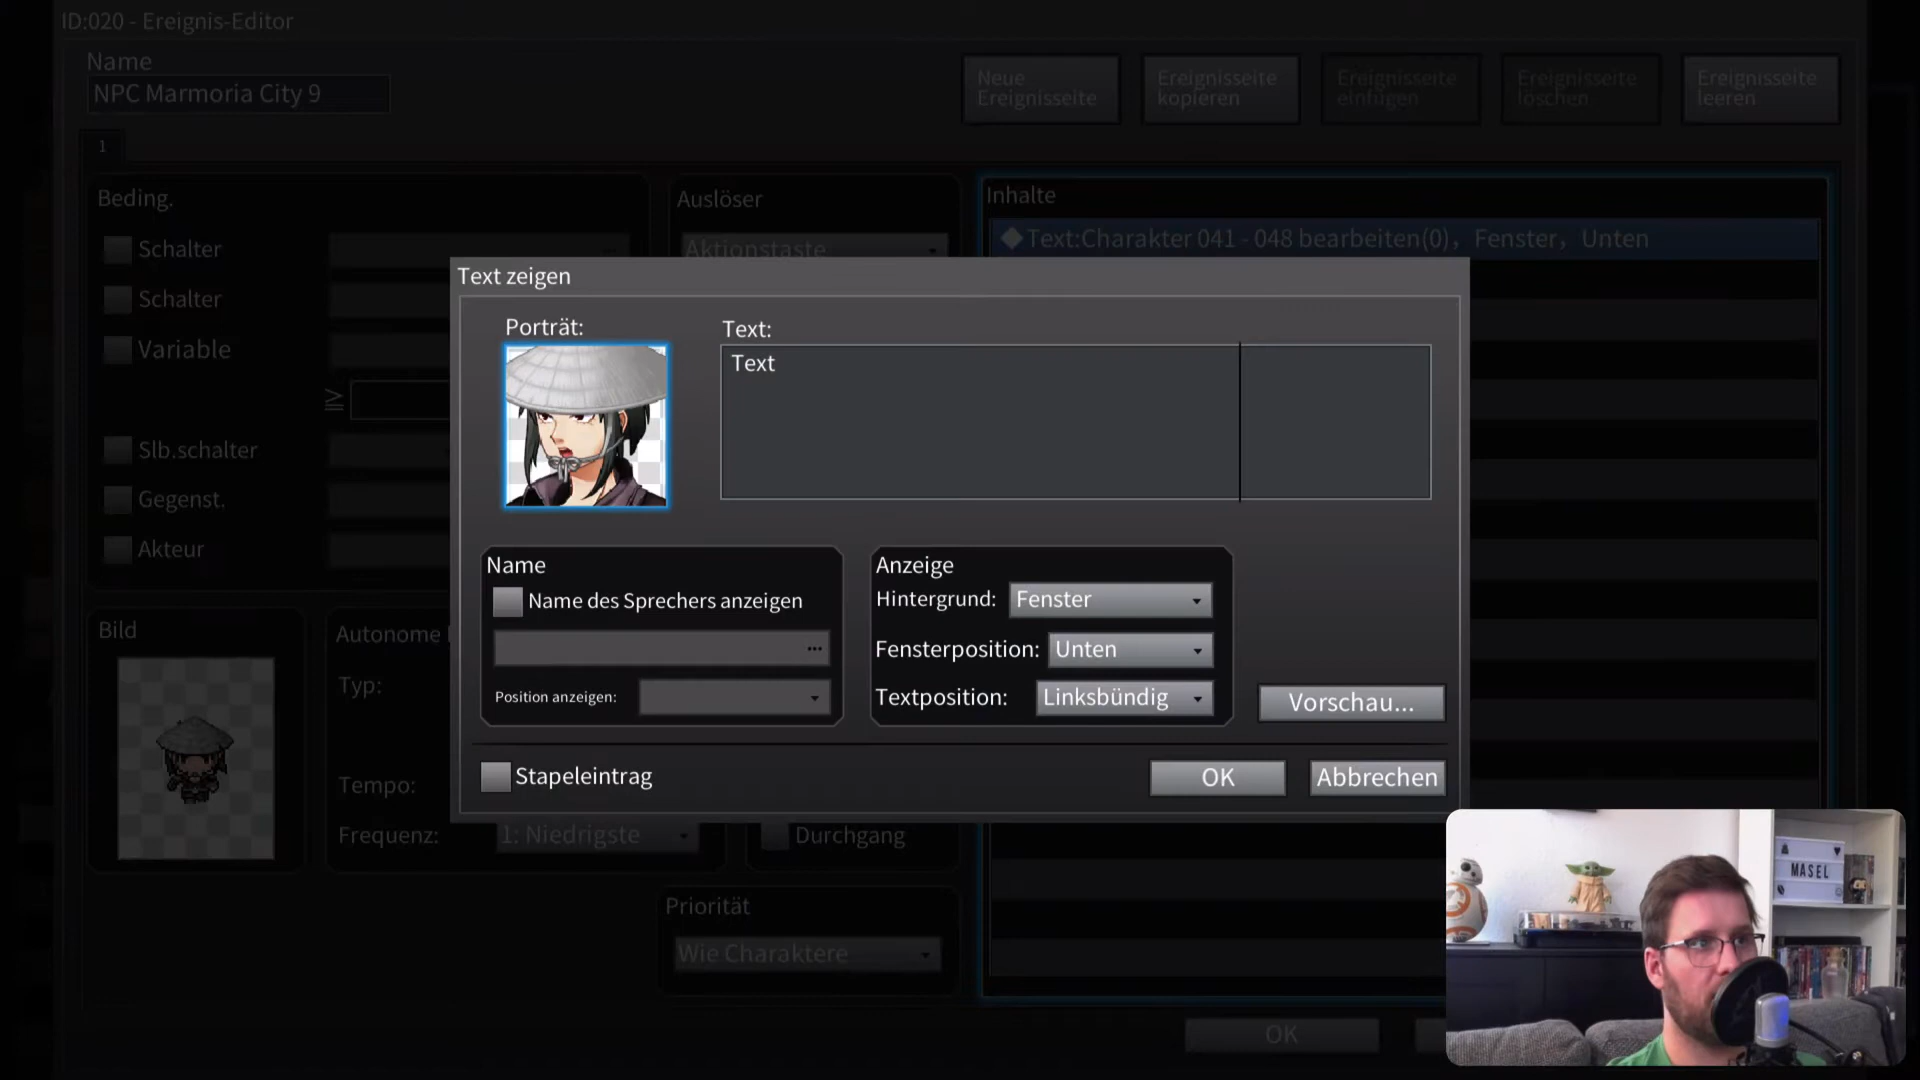 ID:020 - Ereignis-Editor
Name
NPC Marmoria City 9
Neue
Ereignisseite
Ereignisseite
kopieren
Ereignisseite
einfügen
Ereignisseite
löschen
Ereignisseite
leeren
1
Beding.
Auslöser
Inhalte
Schalter
Aktionstaste
◆Text:Charakter 041 - 048 bearbeiten(0), Fenster, Unten
Schalter
Variable
≥
Slb.schalter
Gegenst.
Akteur
Text zeigen
Porträt:
Text:
Text
Name
Name des Sprechers anzeigen
...
Position anzeigen:
Anzeige
Hintergrund: Fenster
Fensterposition: Unten
Textposition: Linksbündig
Vorschau...
Stapeleintrag
OK
Abbrechen
Bild
Autonome
Typ:
Tempo:
Frequenz: 1: Niedrigste
Durchgang
Priorität
Wie Charaktere
OK
MASEL